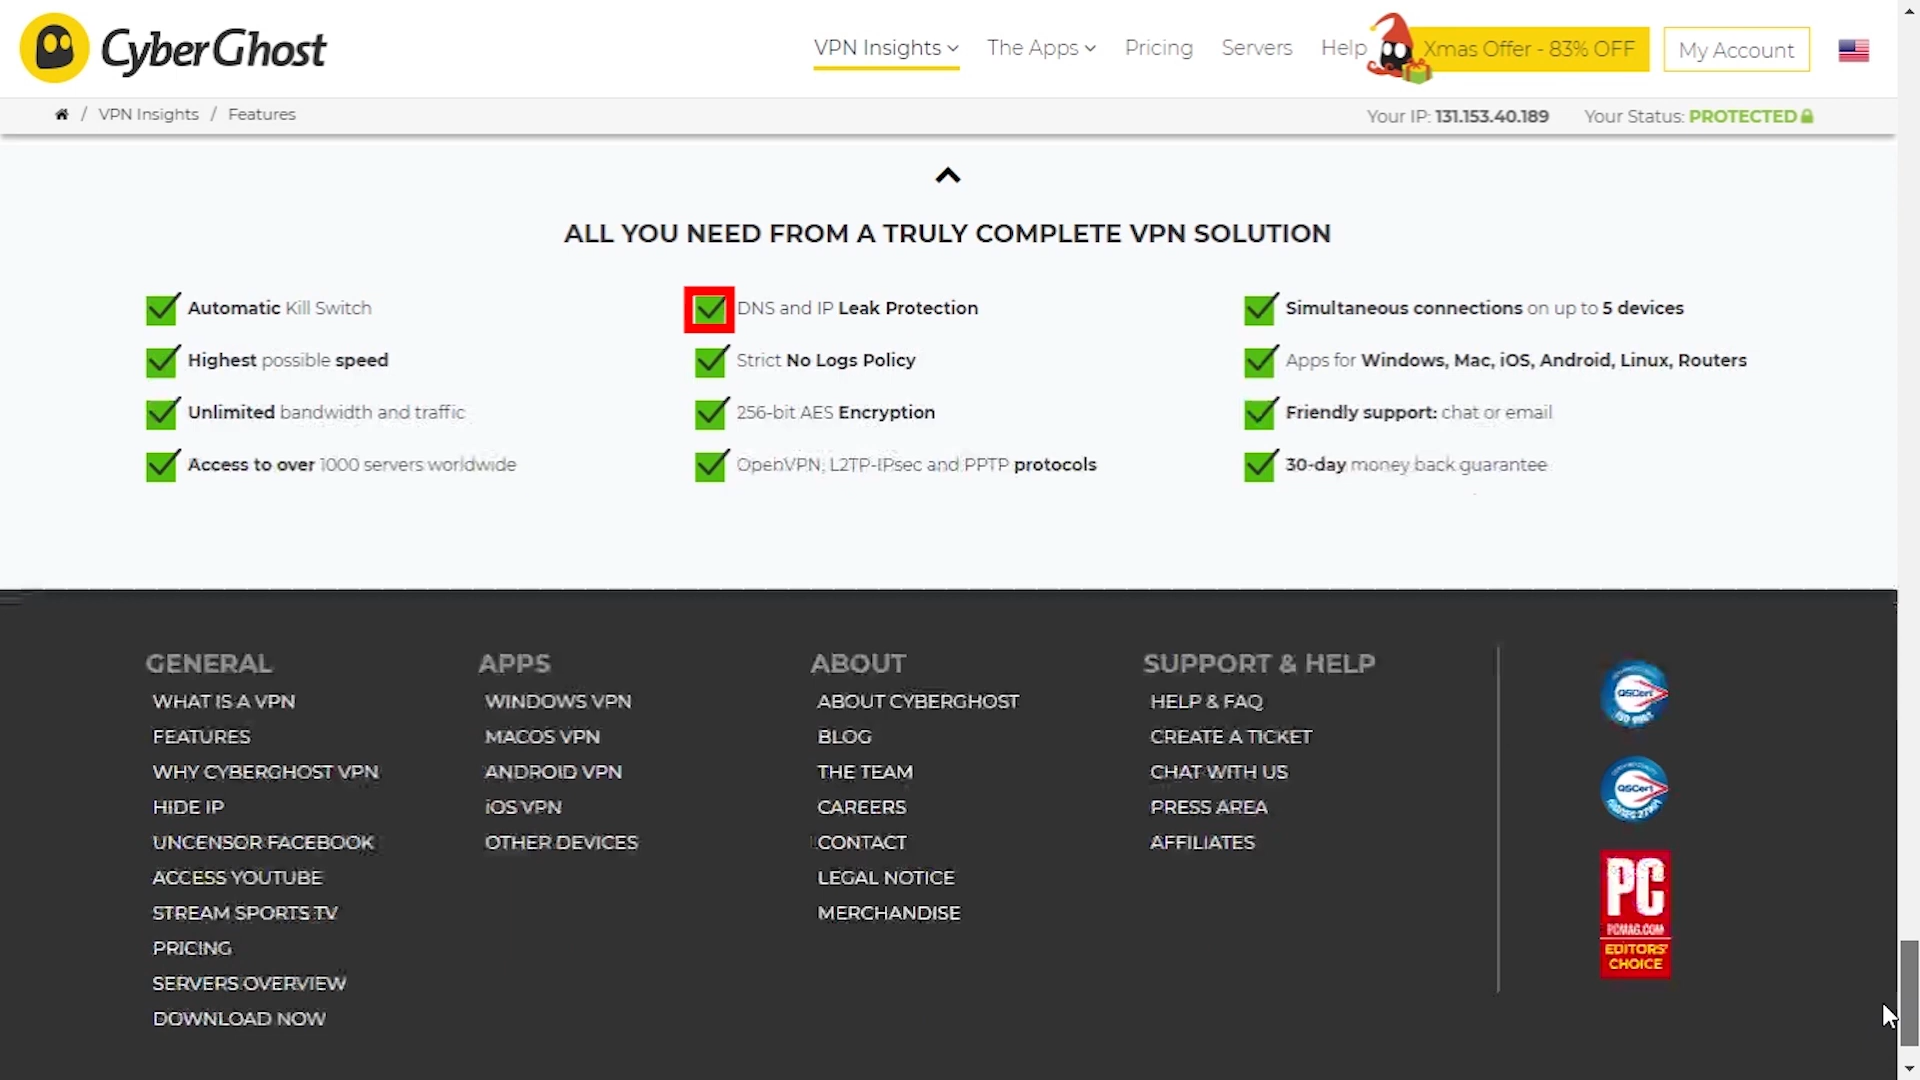 CyberGhost
VPN Insights The Apps Pricing Servers Help Xmas Offer - 83% OFF My Account
/ VPN Insights / Features
Your IP: 131.153.40.189 Your Status: PROTECTED
ALL YOU NEED FROM A TRULY COMPLETE VPN SOLUTION
Automatic Kill Switch
Highest possible speed
Unlimited bandwidth and traffic
Access to over 1000 servers worldwide
DNS and IP Leak Protection
Strict No Logs Policy
256-bit AES Encryption
OpenVPN, L2TP-IPsec and PPTP protocols
Simultaneous connections on up to 5 devices
Apps for Windows, Mac, iOS, Android, Linux, Routers
Friendly support: chat or email
30-day money back guarantee
GENERAL
WHAT IS A VPN
FEATURES
WHY CYBERGHOST VPN
HIDE IP
UNCENSOR FACEBOOK
ACCESS YOUTUBE
STREAM SPORTS TV
PRICING
SERVERS OVERVIEW
DOWNLOAD NOW
APPS
WINDOWS VPN
MACOS VPN
ANDROID VPN
iOS VPN
OTHER DEVICES
ABOUT
ABOUT CYBERGHOST
BLOG
THE TEAM
CAREERS
CONTACT
LEGAL NOTICE
MERCHANDISE
SUPPORT & HELP
HELP & FAQ
CREATE A TICKET
CHAT WITH US
PRESS AREA
AFFILIATES
QSCert
ISO 9001
QSCert
PC
PCMAG.COM
EDITORS'
CHOICE